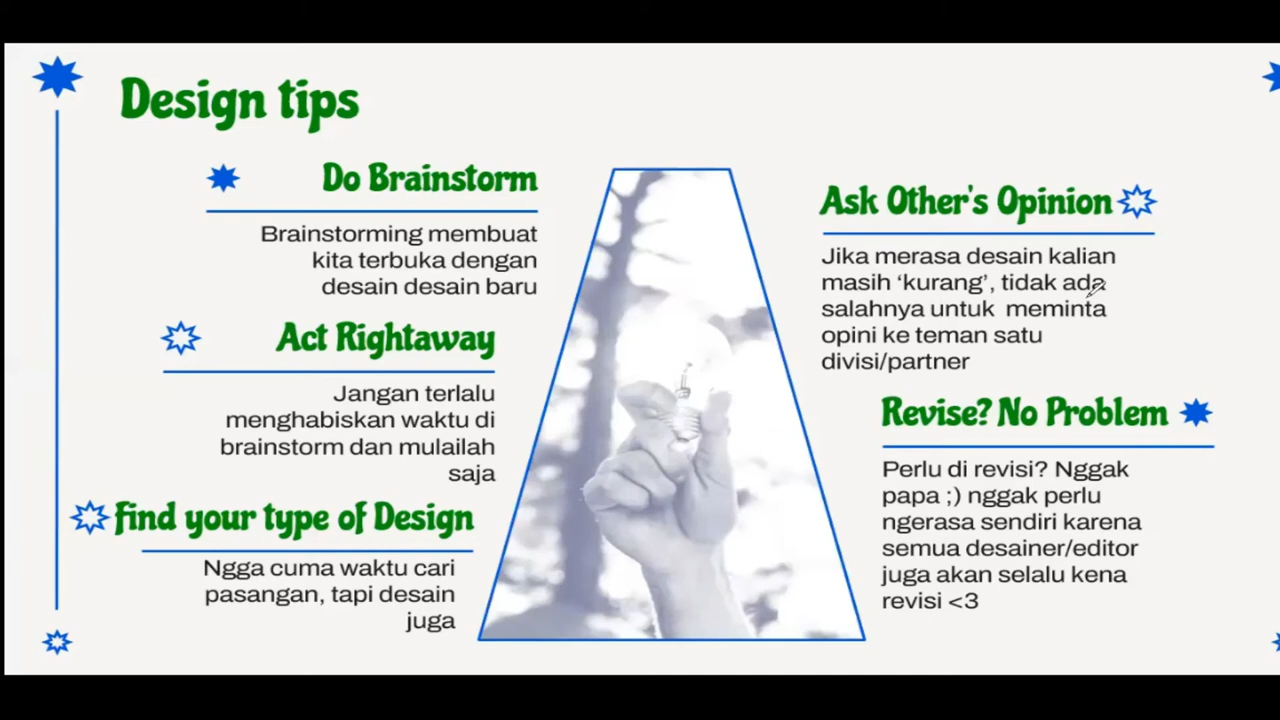 Design tips
Do Brainstorm
Brainstorming membuat
kita terbuka dengan
desain desain baru
Act Rightaway
Jangan terlalu
menghabiskan waktu di
brainstorm dan mulailah
saja
find your type of Design
Ngga cuma waktu cari
pasangan, tapi desain
juga
Ask Other's Opinion
Jika merasa desain kalian
masih ‘kurang’, tidak ada
salahnya untuk meminta
opini ke teman satu
divisi/partner
Revise? No Problem
Perlu di revisi? Nggak
papa ;) nggak perlu
ngerasa sendiri karena
semua desainer/editor
juga akan selalu kena
revisi <3